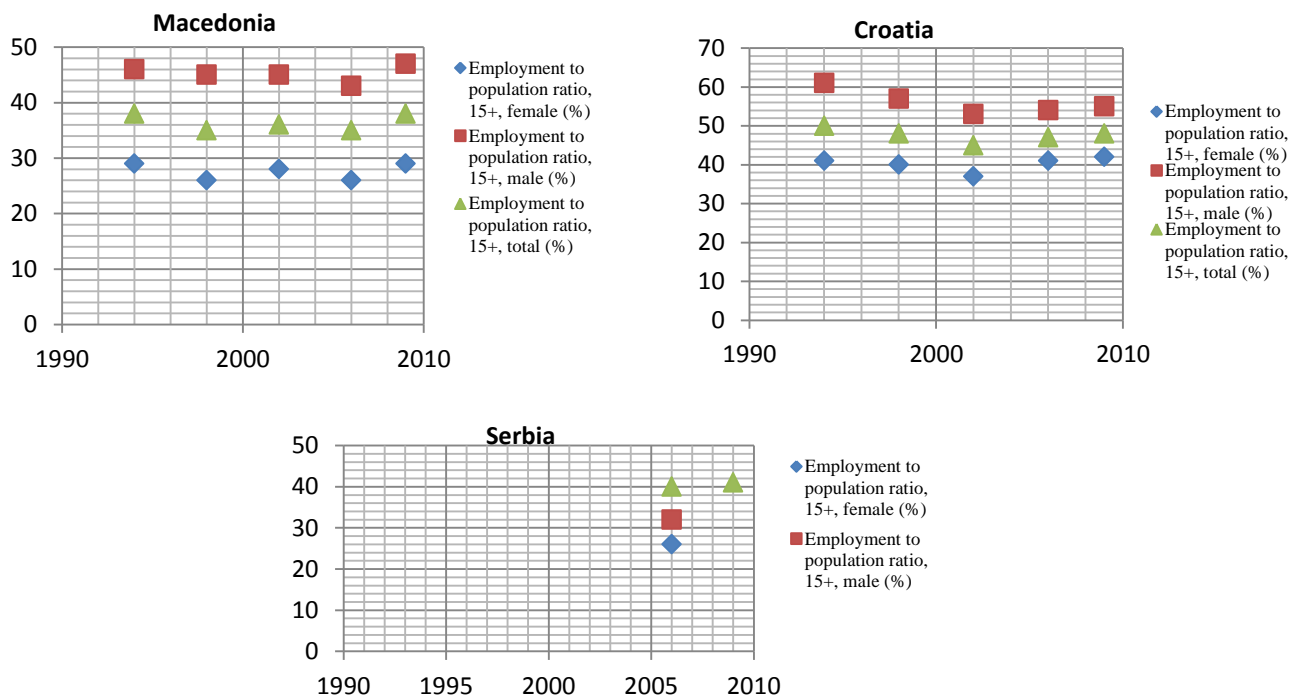 Macedonia
50
40
30
20
10
0
1990 2000 2010
Employment to
population ratio,
15+, female (%)
Employment to
population ratio,
15+, male (%)
Employment to
population ratio,
15+, total (%)
Croatia
70
60
50
40
30
20
10
0
1990 2000 2010
Employment to
population ratio,
15+, female (%)
Employment to
population ratio,
15+, male (%)
Employment to
population ratio,
15+, total (%)
Serbia
50
40
30
20
10
0
1990 1995 2000 2005 2010
Employment to
population ratio,
15+, female (%)
Employment to
population ratio,
15+, male (%)